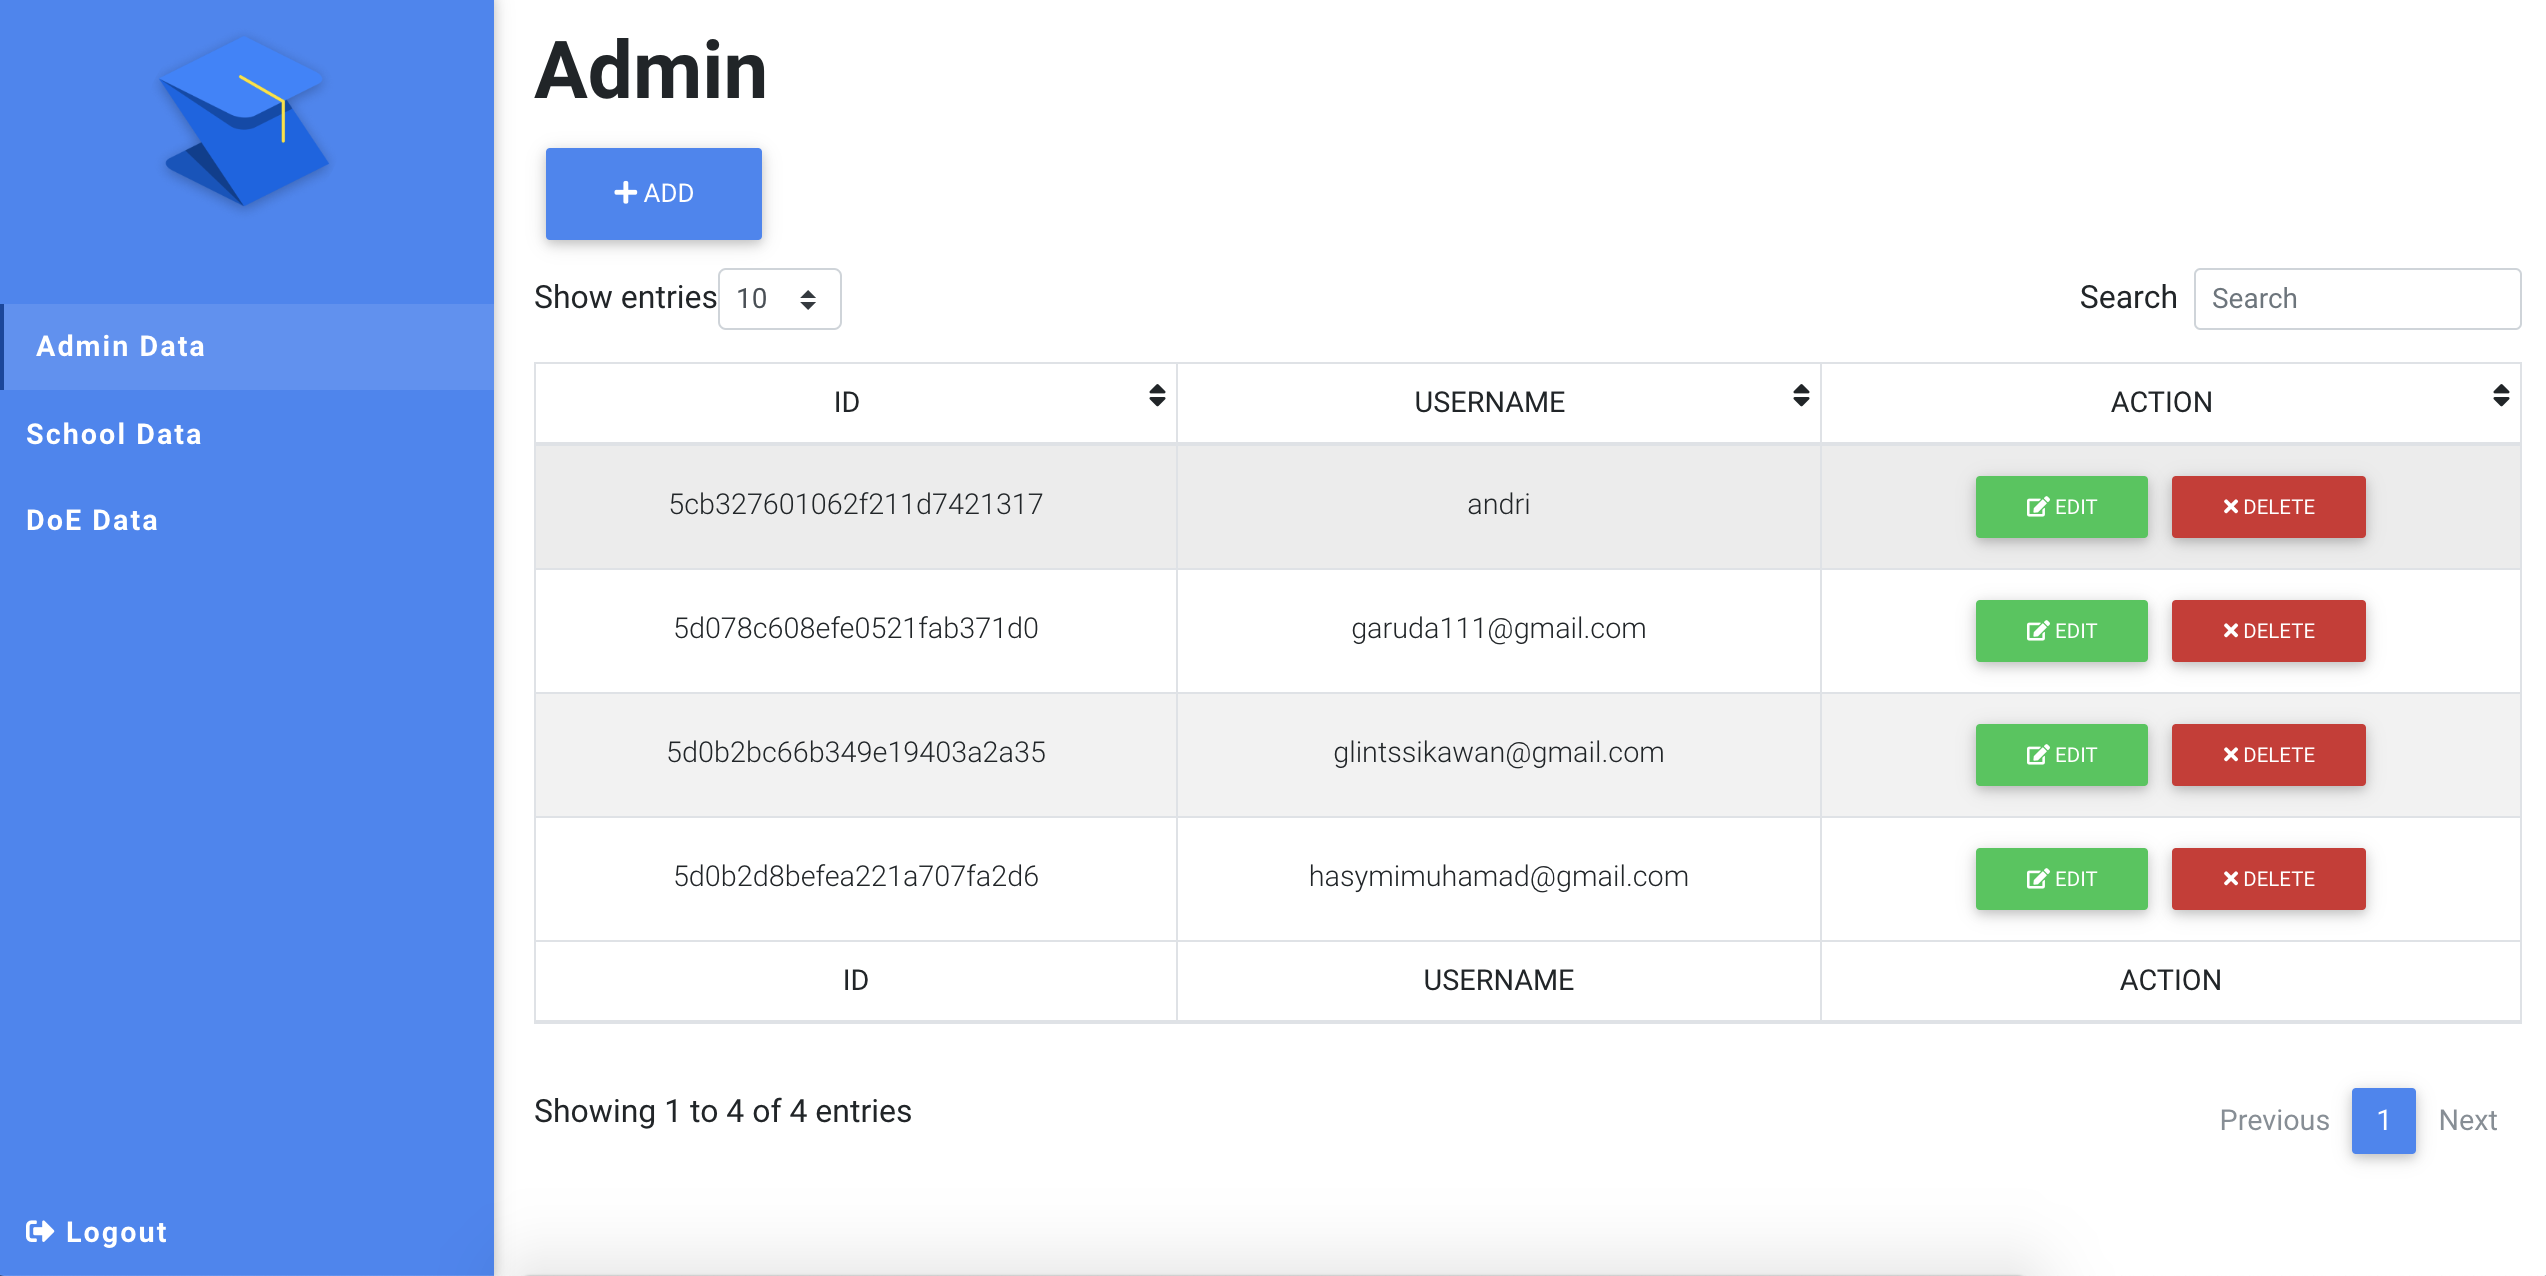 Admin
ADD
Show entries 10
Search Search
Admin Data
School Data
DoE Data
ID USERNAME ACTION
5cb327601062f211d7421317 andri EDIT DELETE
5d078c608efe0521fab371d0 garuda111@gmail.com EDIT DELETE
5d0b2bc66b349e19403a2a35 glintssikawan@gmail.com EDIT DELETE
5d0b2d8befea221a707fa2d6 hasymimuhamad@gmail.com EDIT DELETE
ID USERNAME ACTION
Showing 1 to 4 of 4 entries
Previous 1 Next
Logout